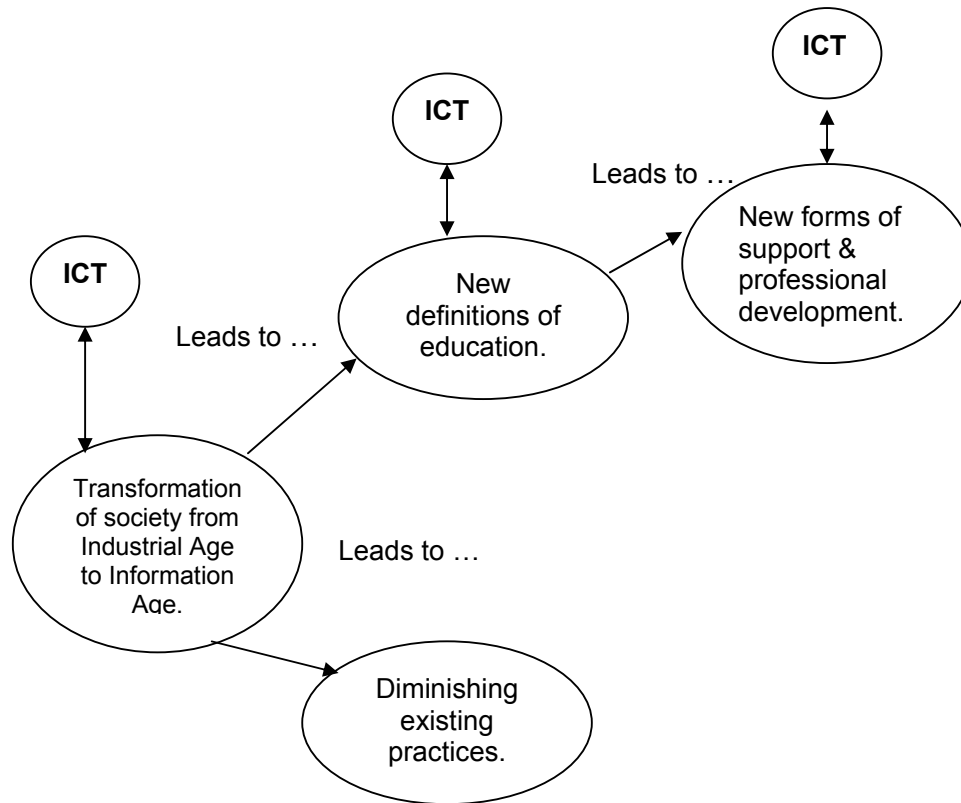 ICT
ICT
Leads to …
New forms of
support &
professional
development.
ICT
New
definitions of
education.
Leads to …
Transformation
of society from
Industrial Age
to Information
Age.
Leads to …
Diminishing
existing
practices.